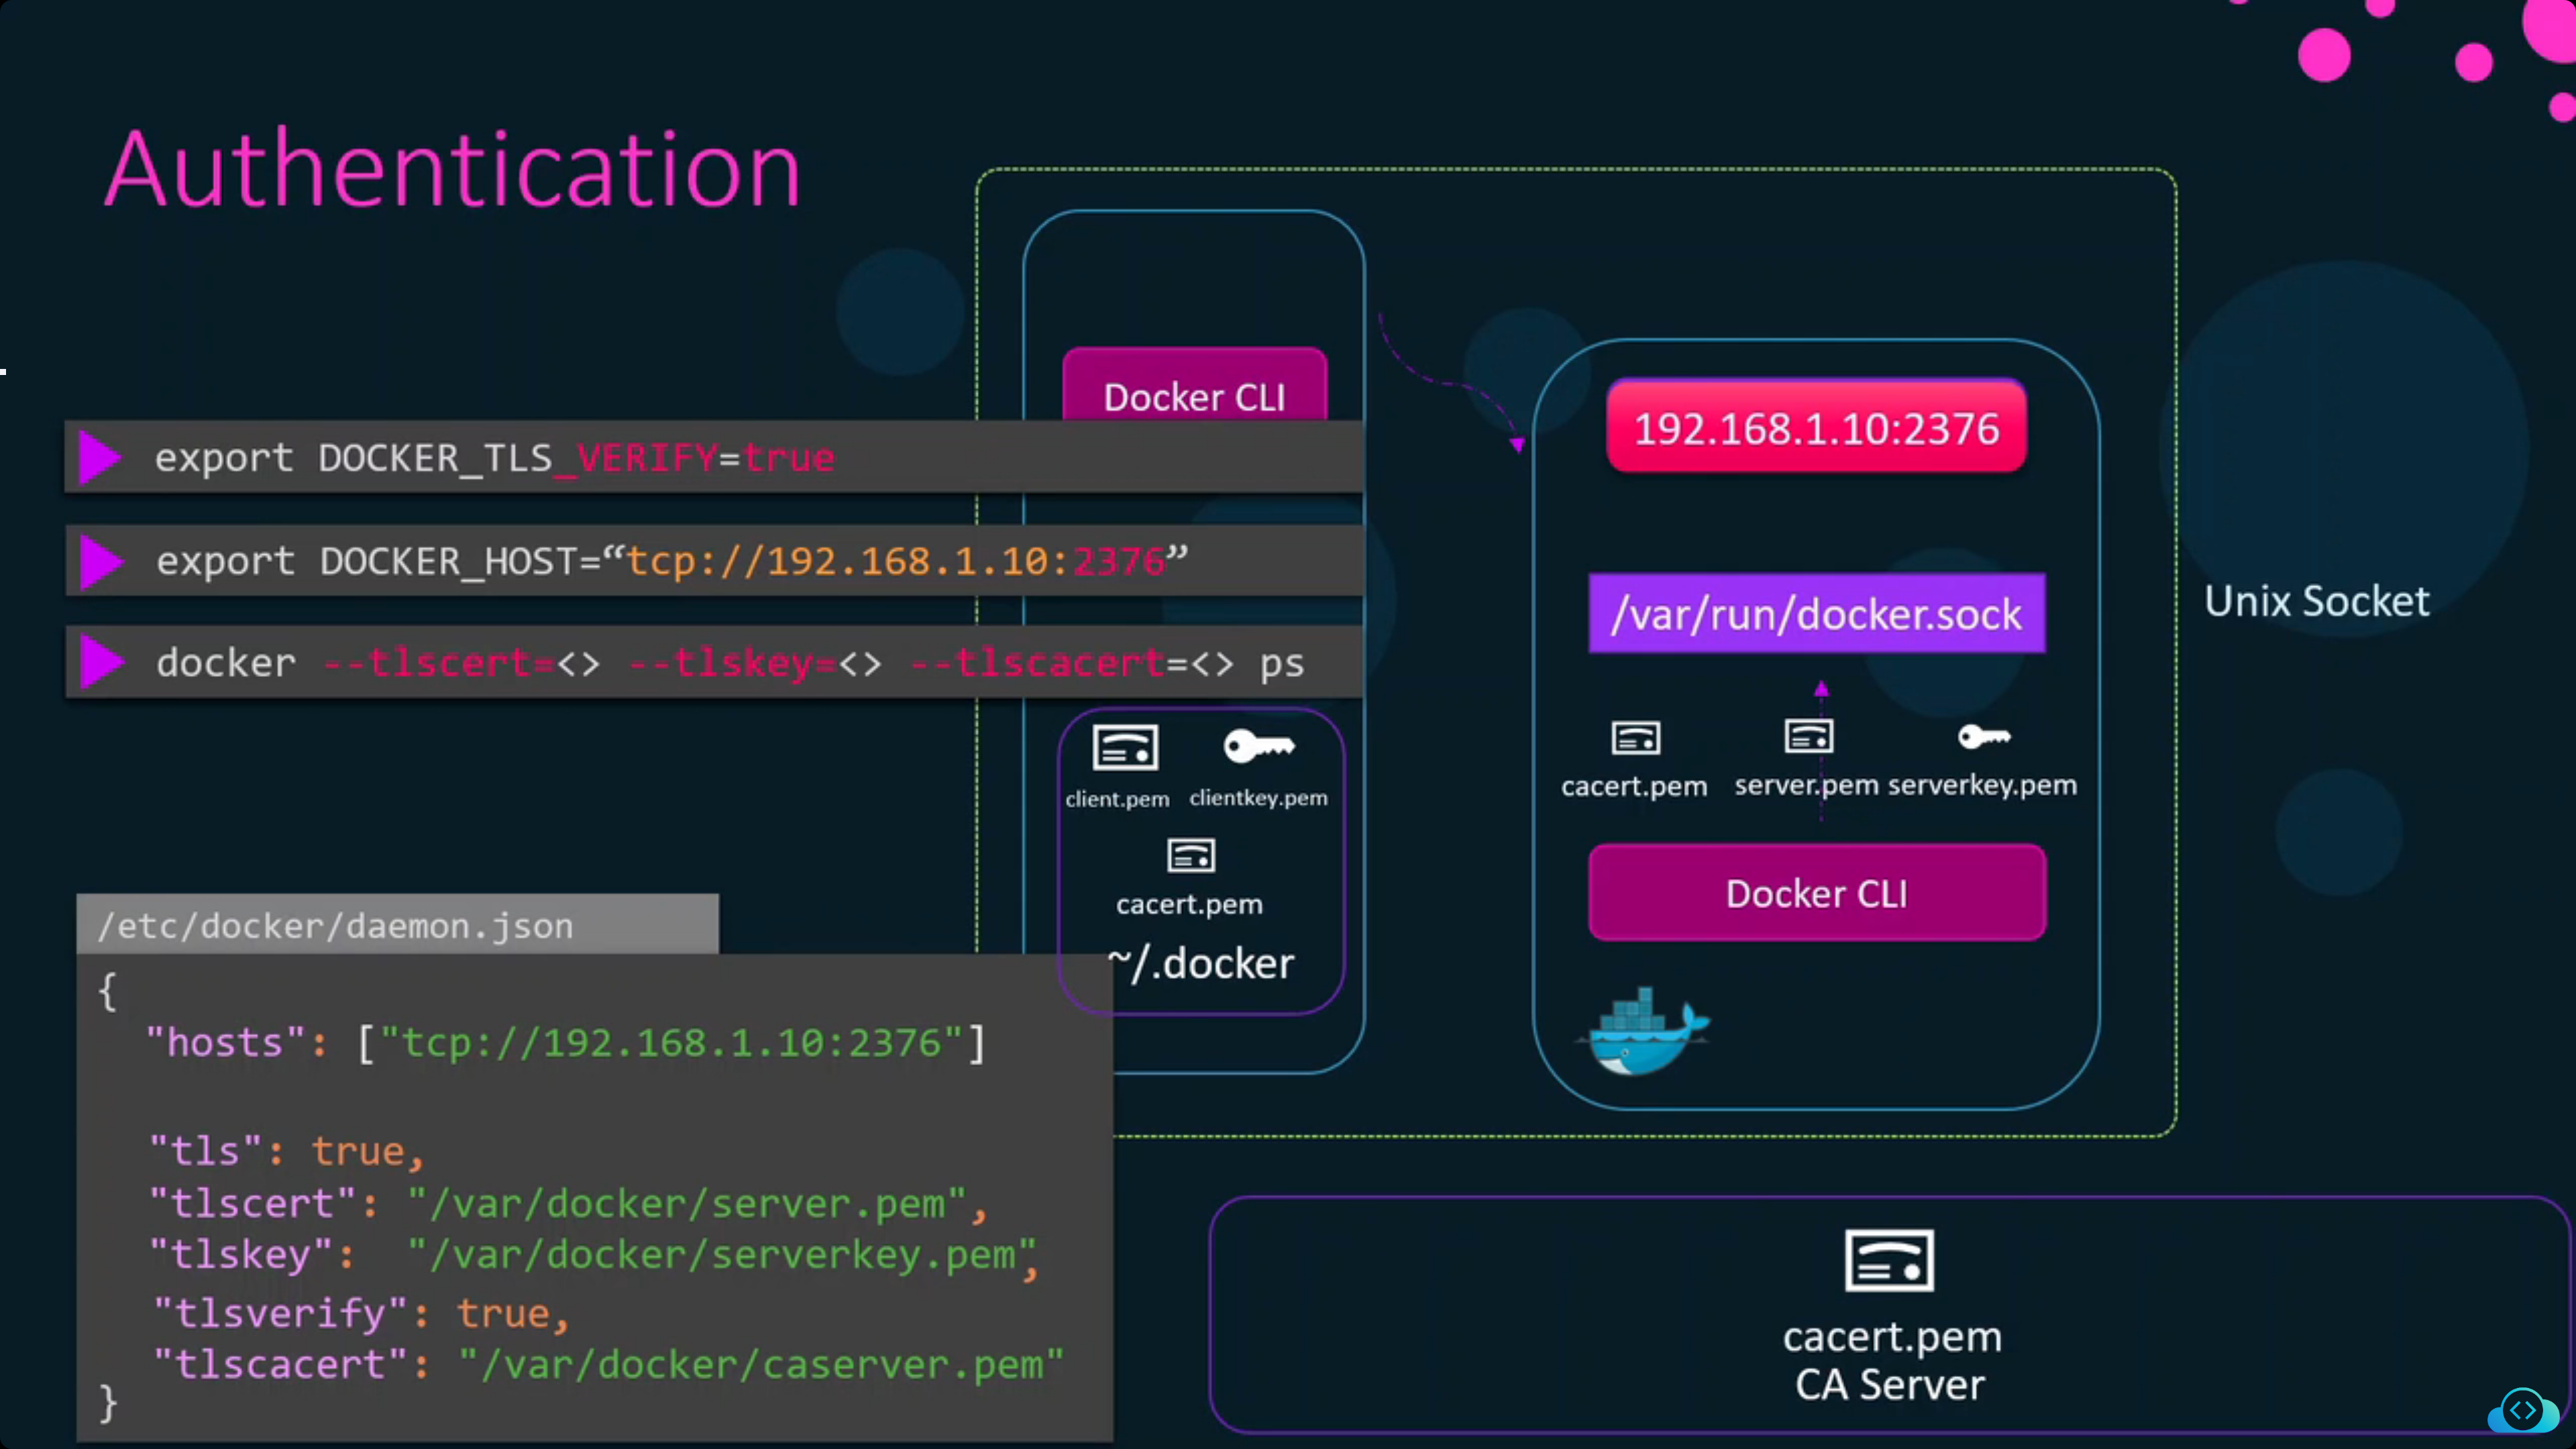 Authentication
Docker CLI
export DOCKER_TLS_VERIFY=true
export DOCKER_HOST=“tcp://192.168.1.10:2376”
docker --tlscert=<> --tlskey=<> --tlscacert=<> ps
client.pem clientkey.pem
cacert.pem
~/.docker
192.168.1.10:2376
/var/run/docker.sock
Unix Socket
cacert.pem server.pem serverkey.pem
Docker CLI
/etc/docker/daemon.json
{
"hosts": ["tcp://192.168.1.10:2376"]
"tls": true,
"tlscert": "/var/docker/server.pem",
"tlskey": "/var/docker/serverkey.pem",
"tlsverify": true,
"tlscacert": "/var/docker/caserver.pem"
}
cacert.pem
CA Server